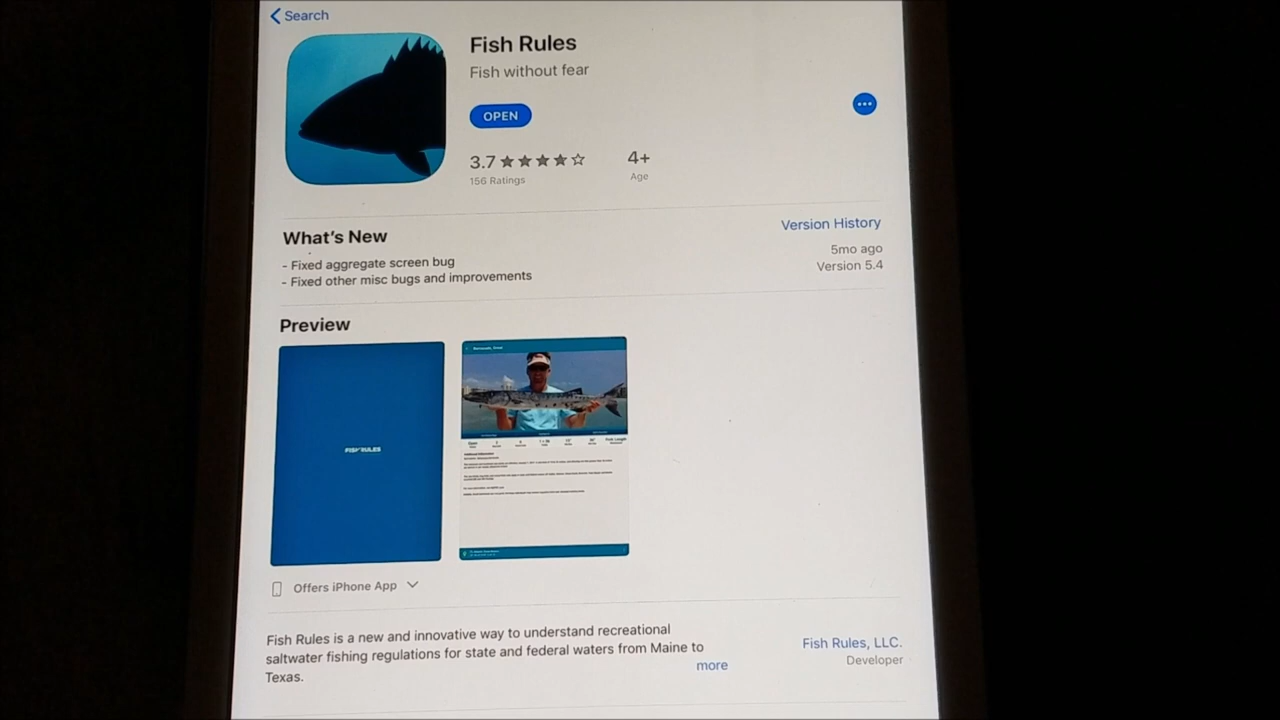 Search
Fish Rules
Fish without fear
OPEN
3.7
156 Ratings
4+
Age
What's New
Version History
- Fixed aggregate screen bug
- Fixed other misc bugs and improvements
5mo ago
Version 5.4
Preview
FISH RULES
Offers iPhone App
Fish Rules is a new and innovative way to understand recreational
saltwater fishing regulations for state and federal waters from Maine to
Texas.
more
Fish Rules, LLC.
Developer